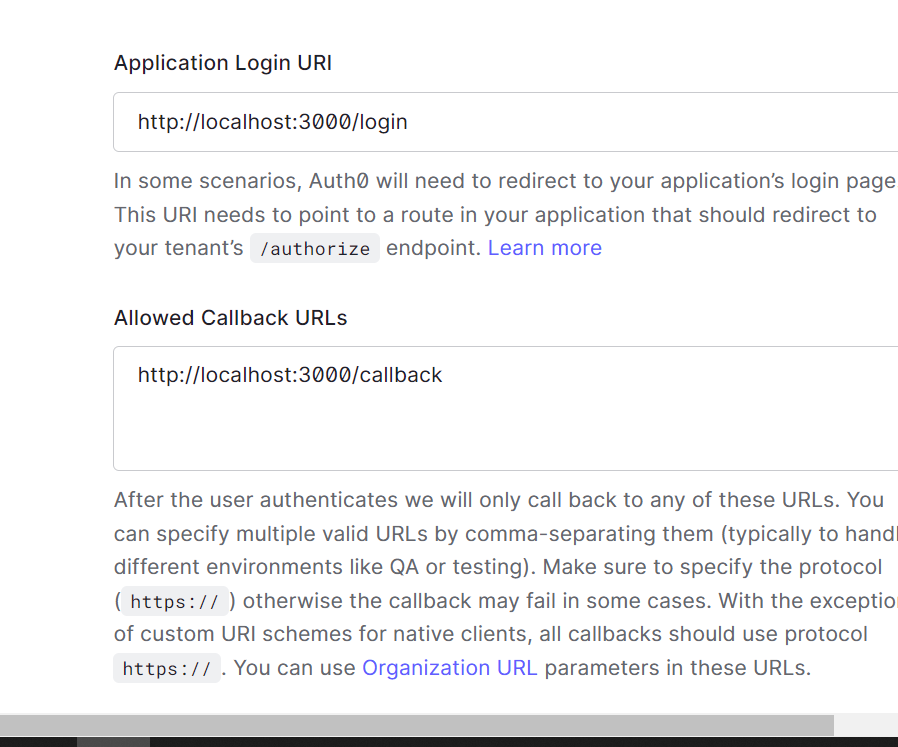 Application Login URI
http://localhost:3000/login
In some scenarios, Auth0 will need to redirect to your application’s login page
This URI needs to point to a route in your application that should redirect to
your tenant’s /authorize endpoint. Learn more
Allowed Callback URLs
http://localhost:3000/callback
After the user authenticates we will only call back to any of these URLs. You
can specify multiple valid URLs by comma-separating them (typically to handl
different environments like QA or testing). Make sure to specify the protocol
( https:// ) otherwise the callback may fail in some cases. With the exceptio
of custom URI schemes for native clients, all callbacks should use protocol
https:// . You can use Organization URL parameters in these URLs.